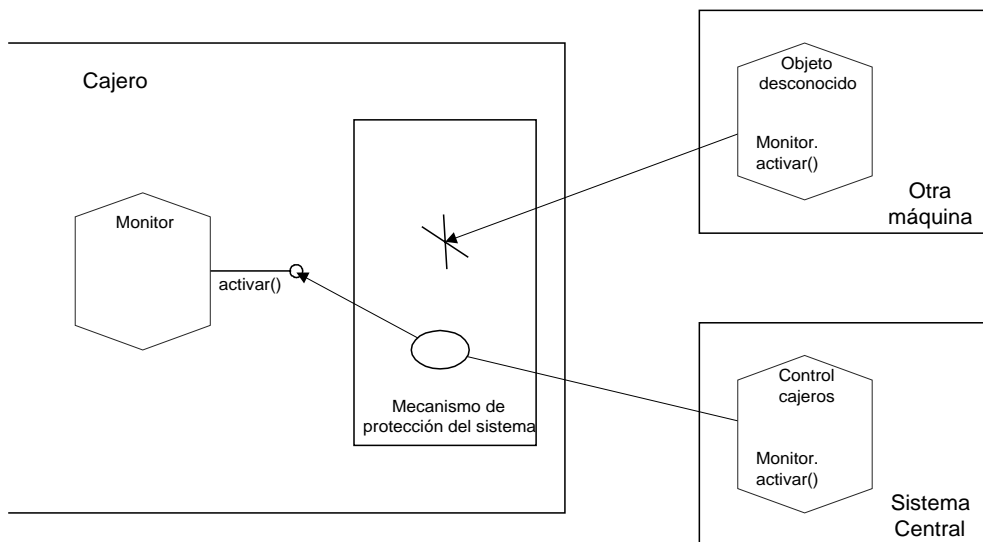 Cajero
Monitor
activar()
Mecanismo de
protección del sistema
Objeto
desconocido
Monitor.
activar()
Otra
máquina
Control
cajeros
Monitor.
activar()
Sistema
Central